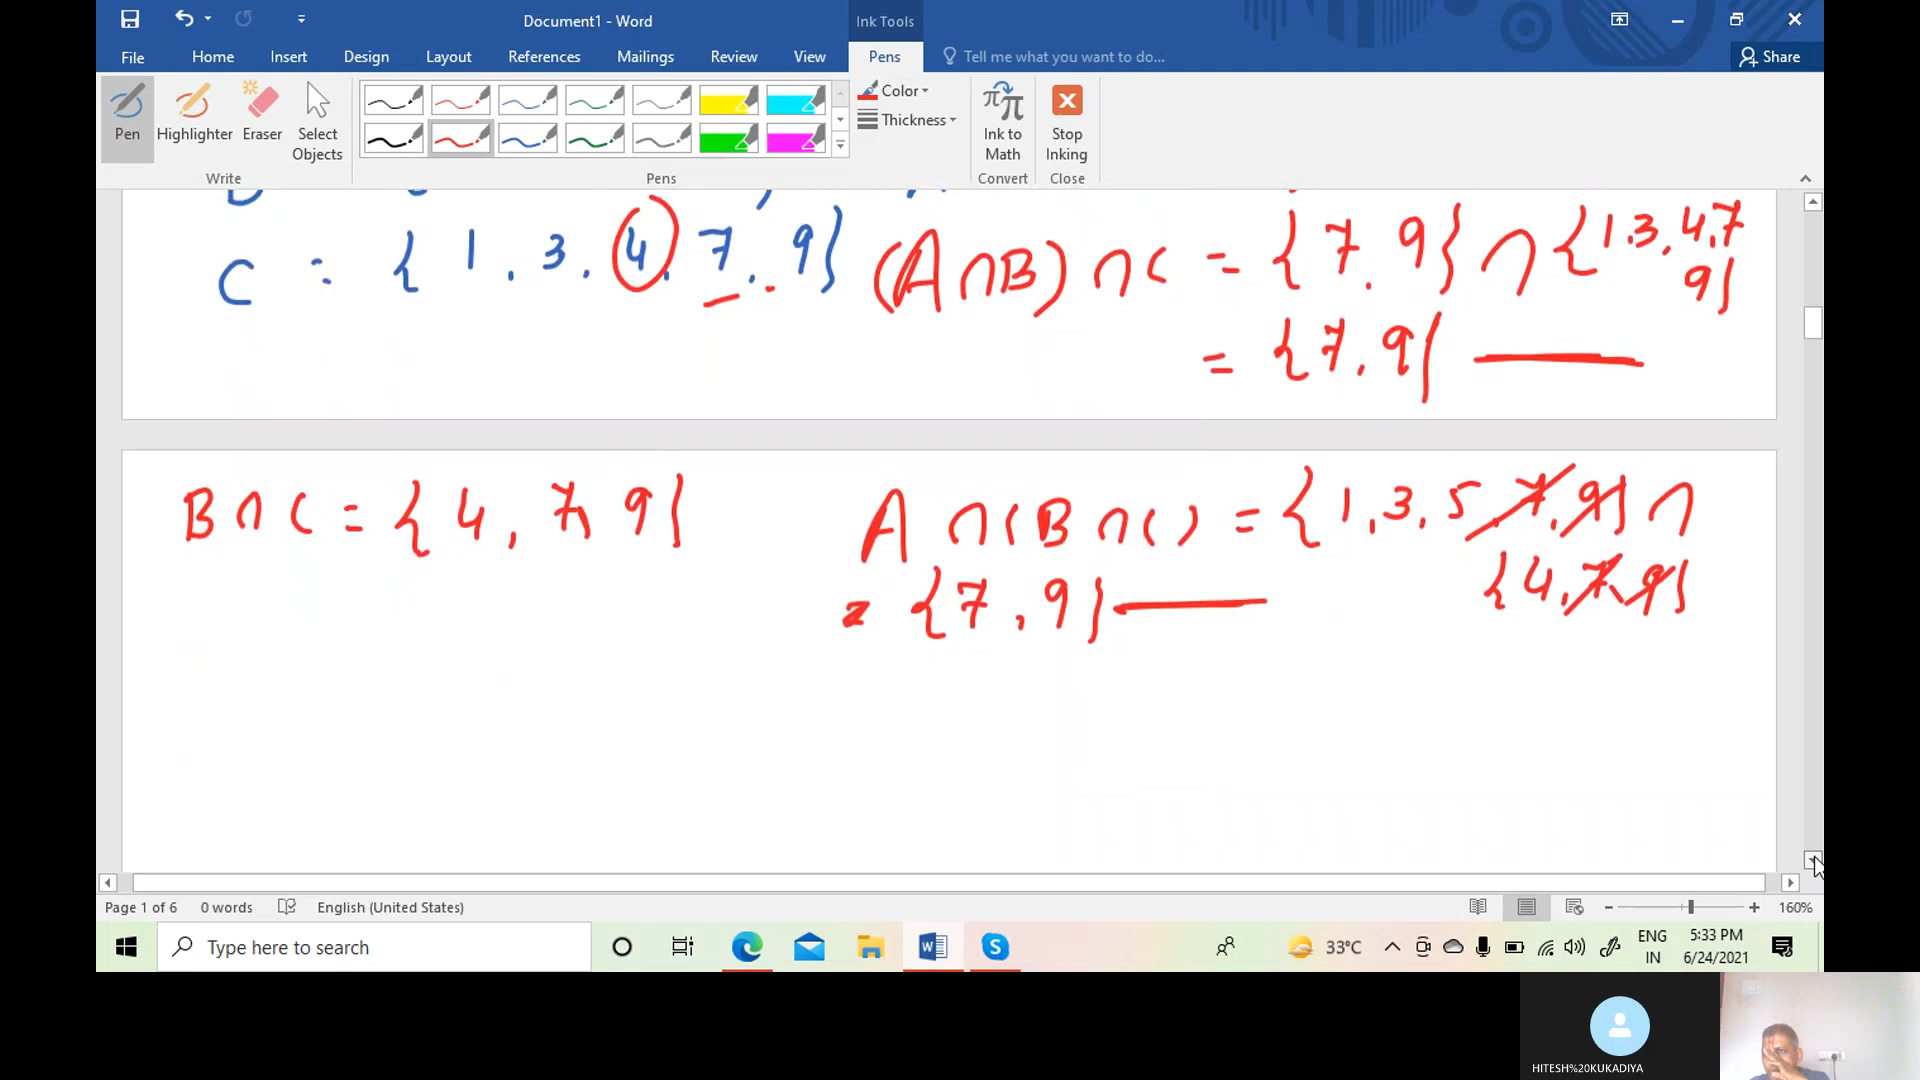 Document1 - Word
Ink Tools
File Home Insert Design Layout References Mailings Review View Pens Tell me what you want to do... Share
Pen Highlighter Eraser Select Objects
Color
Thickness
Ink to Math
Stop Inking
Write Pens Convert Close
C = { 1, 3, 4, 7, 9} (A∩B)∩C = {7, 9} ∩ {1,3,4,7
9}
= {7,9}
B∩C = {4, 7, 9} A∩(B∩C) = {1,3,5,7,9} ∩
{4,7,9}
= {7,9}
Page 1 of 6 0 words English (United States) 160%
Type here to search 33°C ENG IN 5:33 PM 6/24/2021
HITESH%20KUKADIYA